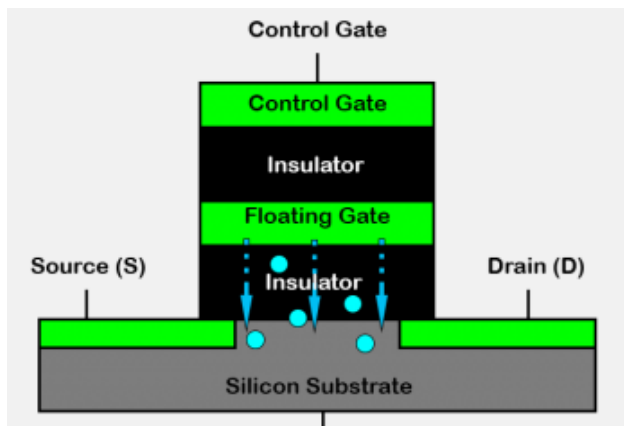 Control Gate
Control Gate
Insulator
Floating Gate
Source (S)
Insulator
Drain (D)
Silicon Substrate